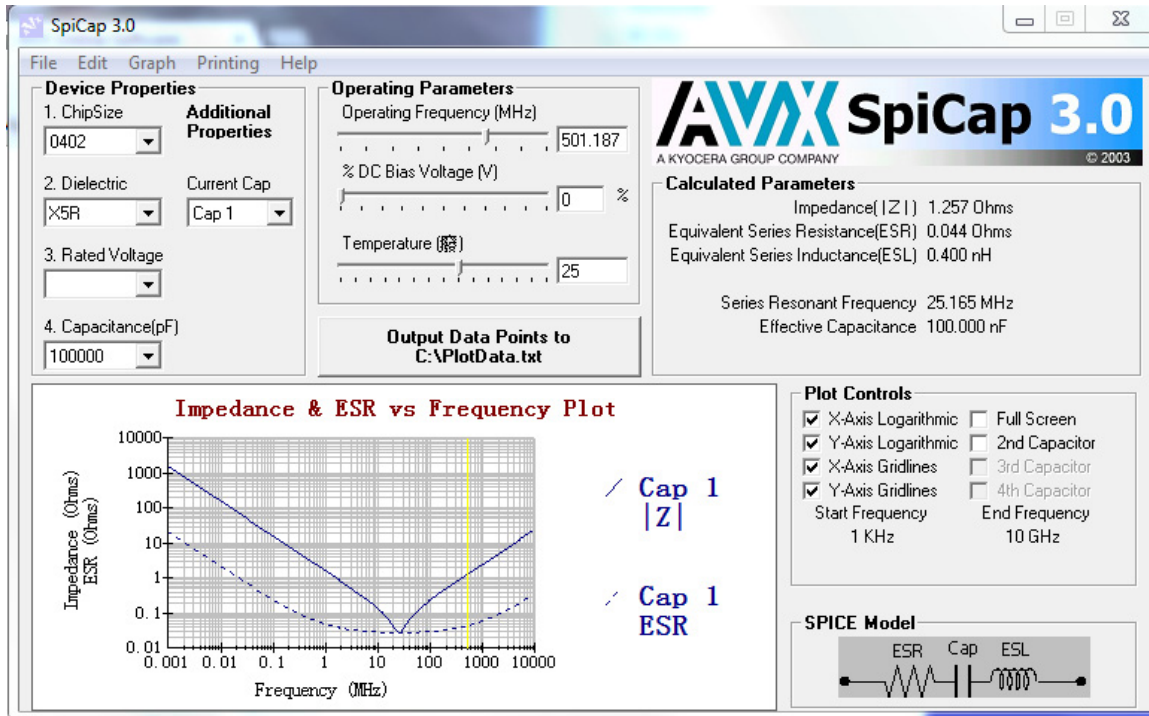 SpiCap 3.0
File Edit Graph Printing Help
Device Properties
1. ChipSize
0402
Additional
Properties
2. Dielectric
X5R
Current Cap
Cap 1
3. Rated Voltage
4. Capacitance(pF)
100000
Operating Parameters
Operating Frequency (MHz)
501.187
% DC Bias Voltage (V)
0 %
Temperature (癈)
25
Output Data Points to
C:\PlotData.txt
AVX SpiCap 3.0
A KYOCERA GROUP COMPANY
© 2003
Calculated Parameters
Impedance(|Z|) 1.257 Ohms
Equivalent Series Resistance(ESR) 0.044 Ohms
Equivalent Series Inductance(ESL) 0.400 nH
Series Resonant Frequency 25.165 MHz
Effective Capacitance 100.000 nF
Impedance & ESR vs Frequency Plot
Impedance (Ohms)
ESR (Ohms)
10000
1000
100
10
1
0.1
0.01
0.001 0.01 0.1 1 10 100 1000 10000
Frequency (MHz)
Cap 1
|Z|
Cap 1
ESR
Plot Controls
X-Axis Logarithmic Full Screen
Y-Axis Logarithmic 2nd Capacitor
X-Axis Gridlines 3rd Capacitor
Y-Axis Gridlines 4th Capacitor
Start Frequency End Frequency
1 KHz 10 GHz
SPICE Model
ESR Cap ESL